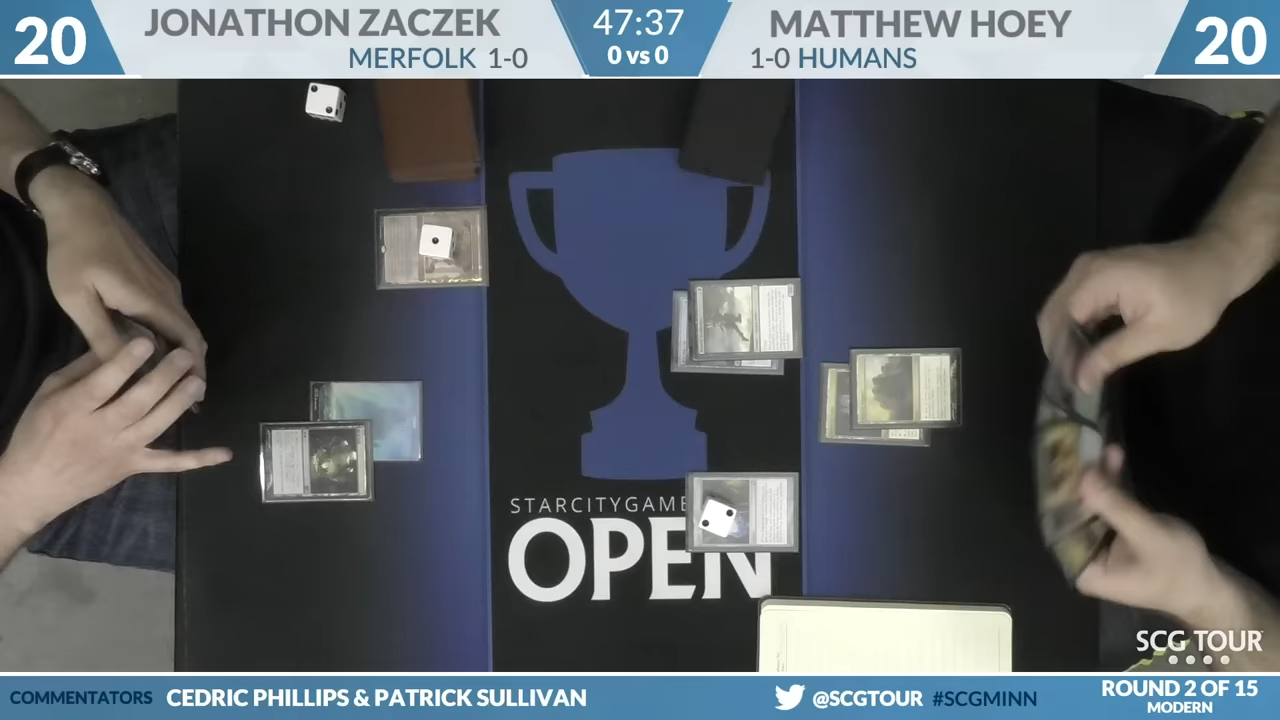 20
JONATHON ZACZEK
MERFOLK 1-0
47:37
0 vs 0
MATTHEW HOEY
1-0 HUMANS
20
STARCITYGAME
OPEN
SCG TOUR
COMMENTATORS CEDRIC PHILLIPS & PATRICK SULLIVAN
@SCGTOUR #SCGMINN
ROUND 2 OF 15
MODERN